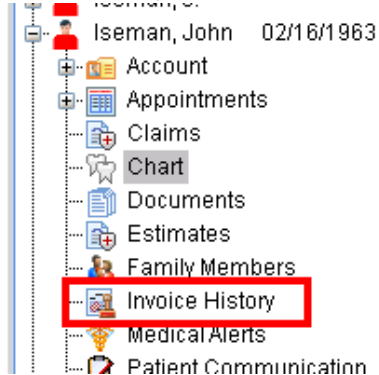 Iseman, John 02/16/1963
Account
Appointments
Claims
Chart
Documents
Estimates
Family Members
Invoice History
Medical Alerts
Patient Communication